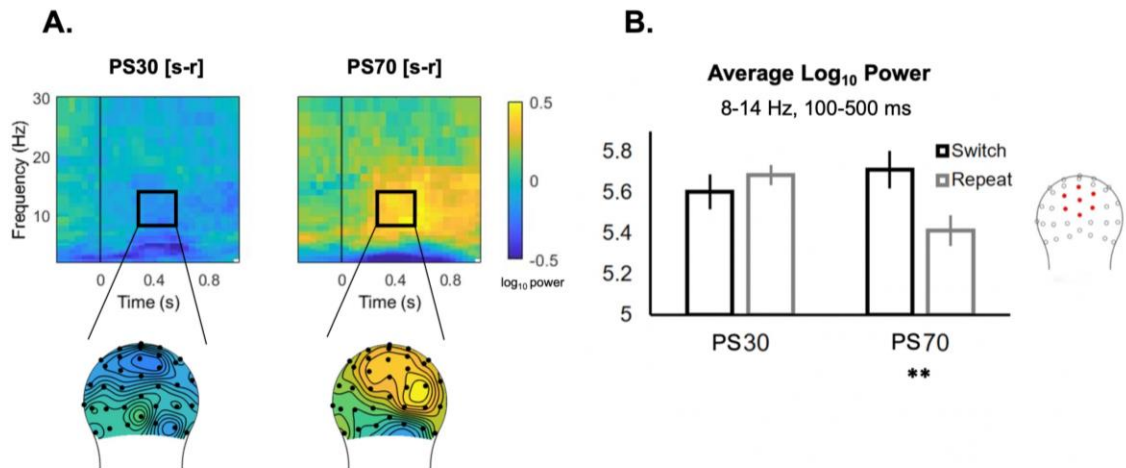 A.
PS30 [s-r]
PS70 [s-r]
30
20
10
Frequency (Hz)
0 0.4 0.8
Time (s)
0 0.4 0.8
Time (s)
0.5
0
-0.5
log10 power
B.
Average Log10 Power
8-14 Hz, 100-500 ms
5.8
5.6
5.4
5.2
5
Switch
Repeat
PS30
PS70
**